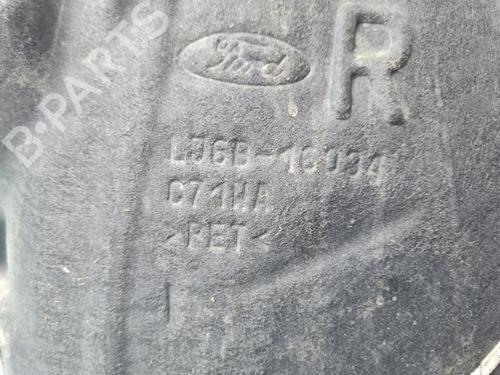 B-PARTS
Ford
R
LJ6B-16034
C71HA
>PET<